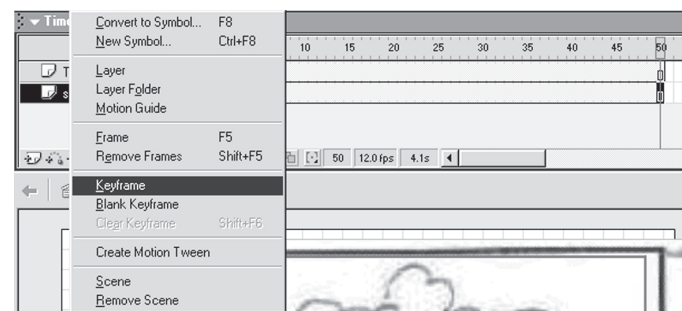 Time
Convert to Symbol... F8
New Symbol... Ctrl+F8
10 15 20 25 30 35 40 45 50
Layer
Layer Folder
Motion Guide
Frame F5
Remove Frames Shift+F5
50 12.0 fps 4.1s
Keyframe
Blank Keyframe
Clear Keyframe Shift+F6
Create Motion Tween
Scene
Remove Scene